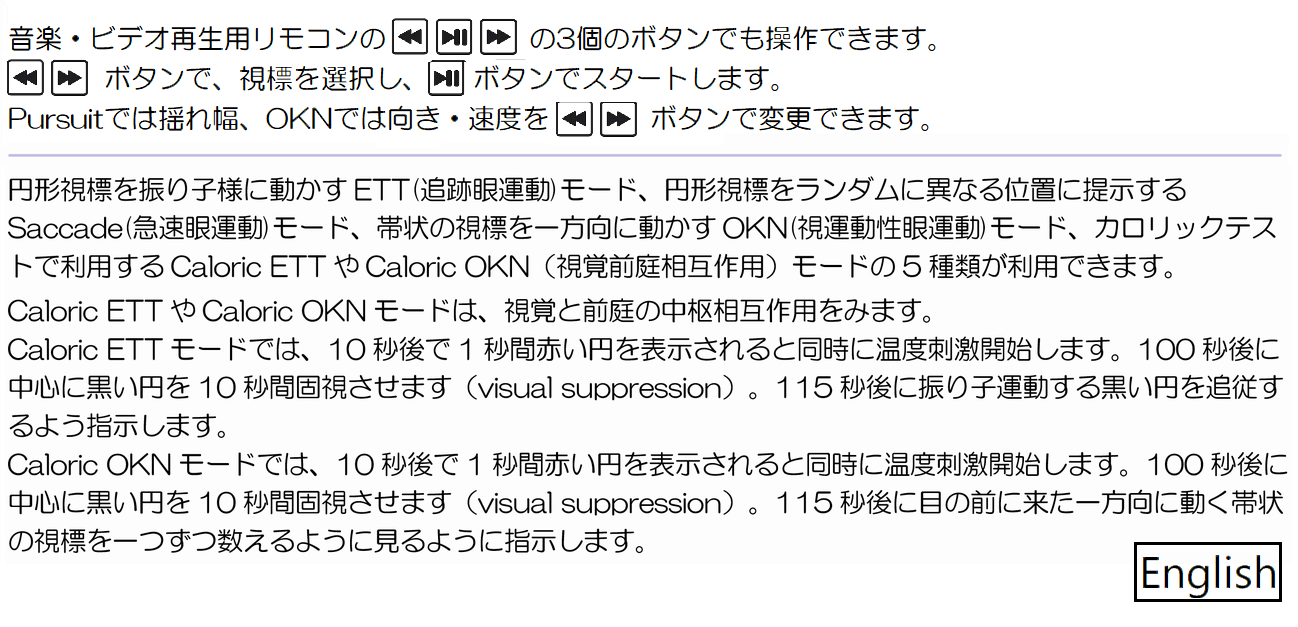 音楽・ビデオ再生用リモコンの ⏪ ⏯ ⏩ の3個のボタンでも操作できます。
⏪ ⏩ ボタンで、視標を選択し、⏯ ボタンでスタートします。
Pursuitでは揺れ幅、OKNでは向き・速度を ⏪ ⏩ ボタンで変更できます。
円形視標を振り子様に動かす ETT(追跡眼運動)モード、円形視標をランダムに異なる位置に提示する
Saccade(急速眼運動)モード、帯状の視標を一方向に動かす OKN(視運動性眼運動)モード、カロリックテス
トで利用する Caloric ETT や Caloric OKN（視覚前庭相互作用）モードの 5 種類が利用できます。
Caloric ETT や Caloric OKN モードは、視覚と前庭の中枢相互作用をみます。
Caloric ETT モードでは、10 秒後で 1 秒間赤い円を表示されると同時に温度刺激開始します。100 秒後に
中心に黒い円を 10 秒間固視させます（visual suppression）。115 秒後に振り子運動する黒い円を追従す
るよう指示します。
Caloric OKN モードでは、10 秒後で 1 秒間赤い円を表示されると同時に温度刺激開始します。100 秒後に
中心に黒い円を 10 秒間固視させます（visual suppression）。115 秒後に目の前に来た一方向に動く帯状
の視標を一つずつ数えるように見るように指示します。
English